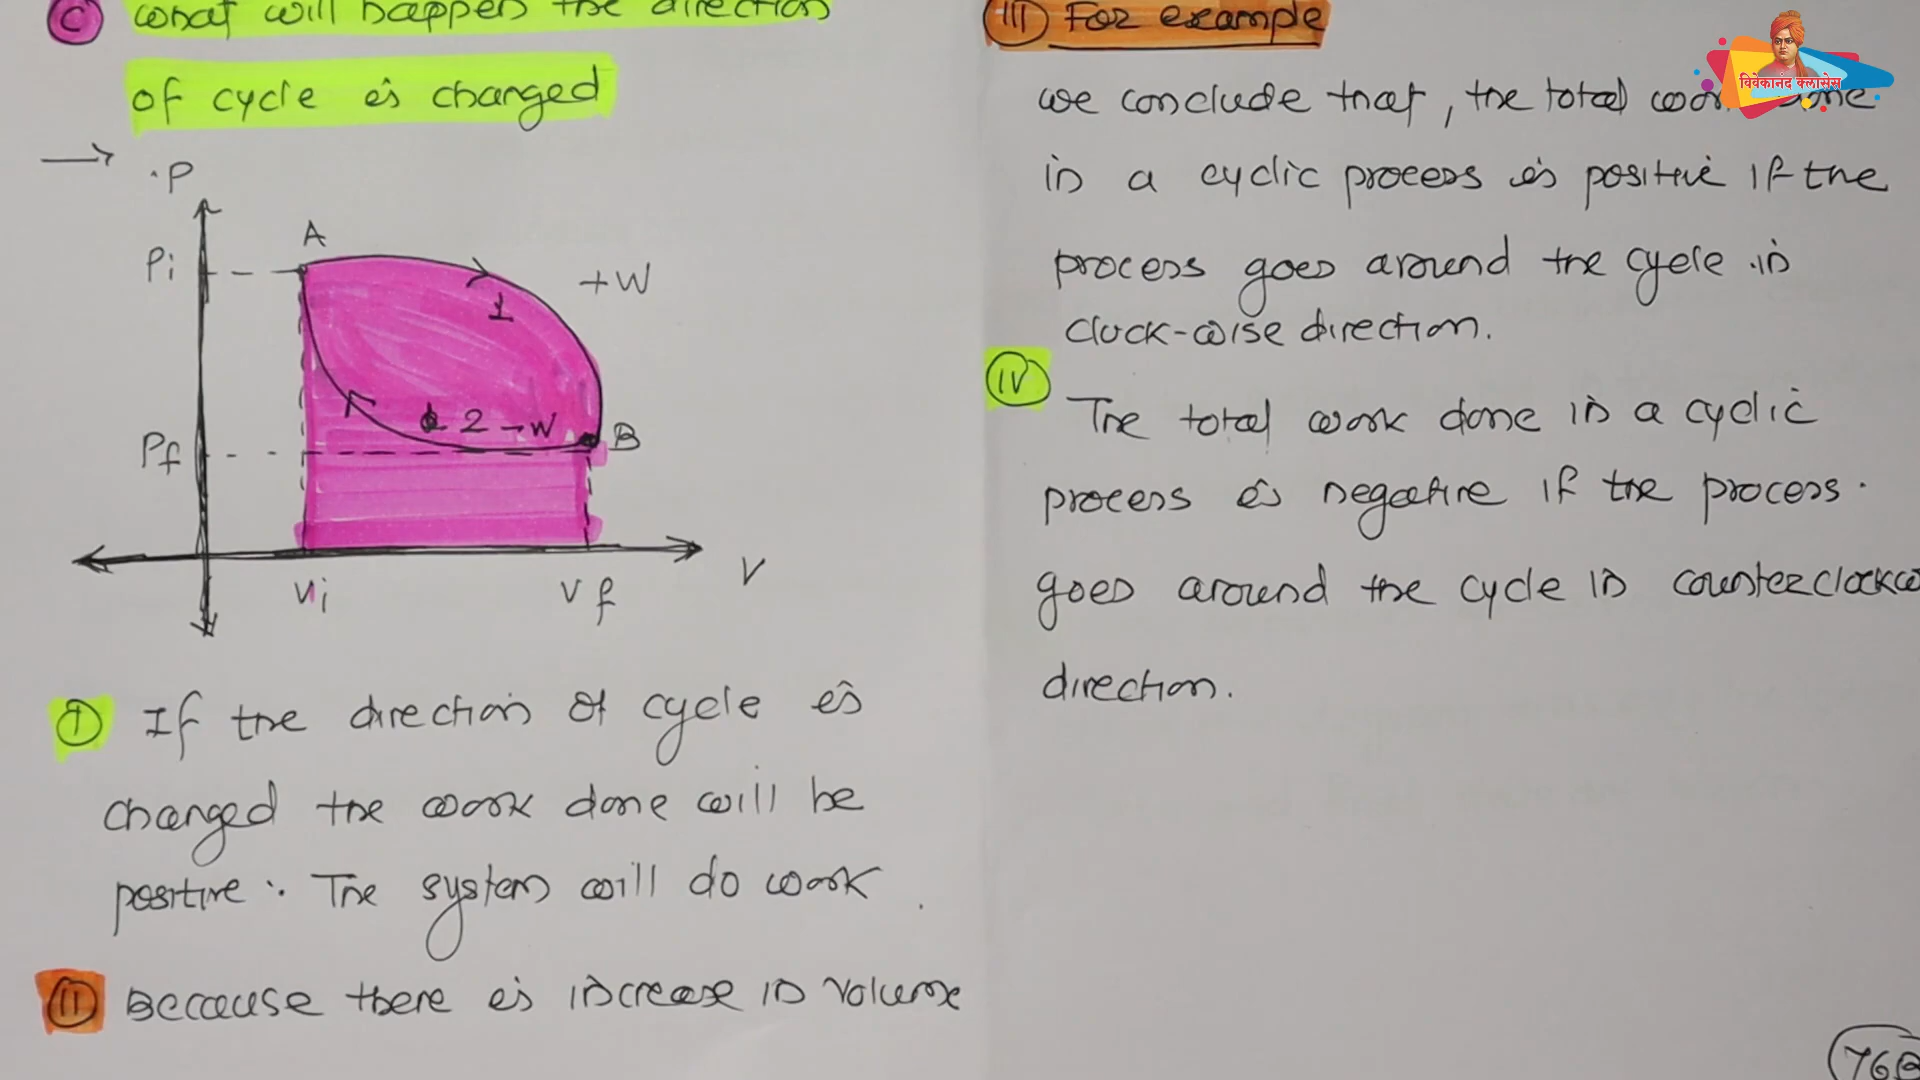 C what will happen the direction
of cycle is changed
P
A
Pi
+W
1
2 -W
B
Pf
V
Vi
Vf
I If the direction of cycle is
changed the work done will be
positive ∵ The system will do work.
II Because there is increase in volume
III For example
we conclude that, the total work done
in a cyclic process is positive if the
process goes around the cycle in
clock-wise direction.
IV The total work done in a cyclic
process is negative if the process.
goes around the cycle in counterclockw
direction.
विवेकानंद क्लासेस